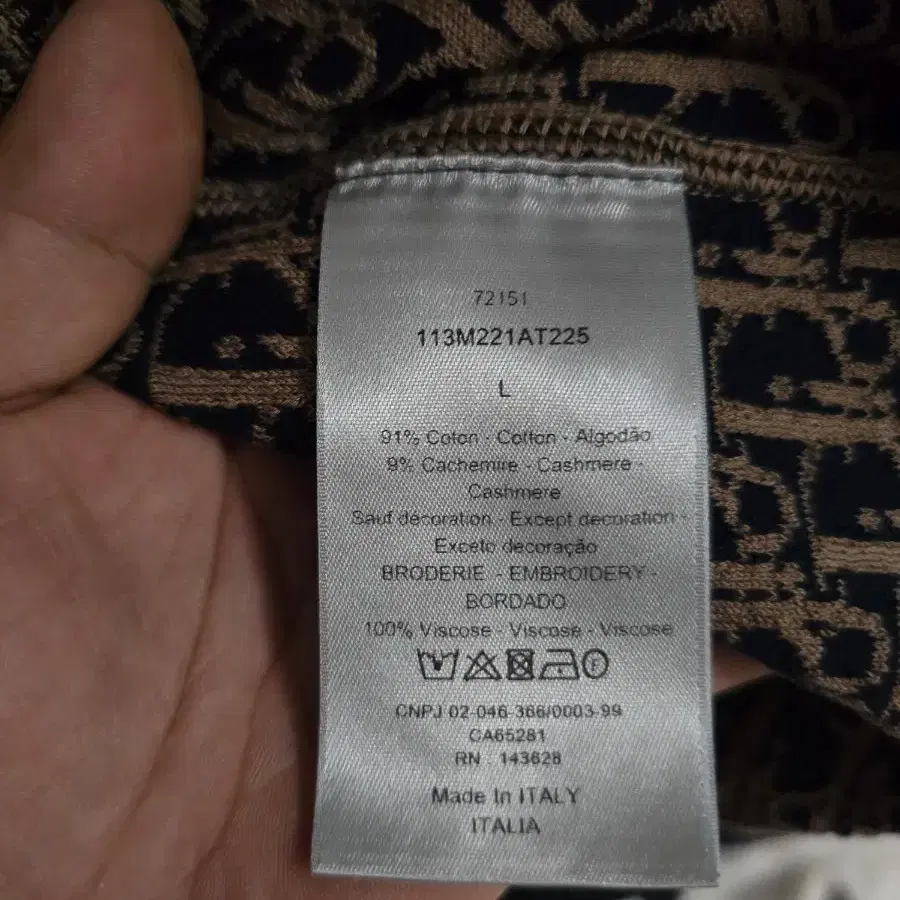 72151
113M221AT225
L
91% Coton - Cotton - Algodão
9% Cachemire - Cashmere -
Cashmere
Sauf décoration - Except decoration -
Exceto decoração
BRODERIE - EMBROIDERY -
BORDADO
100% Viscose - Viscose - Viscose
F
CNPJ 02-046-366/0003-99
CA65281
RN : 143628
Made In ITALY
ITALIA